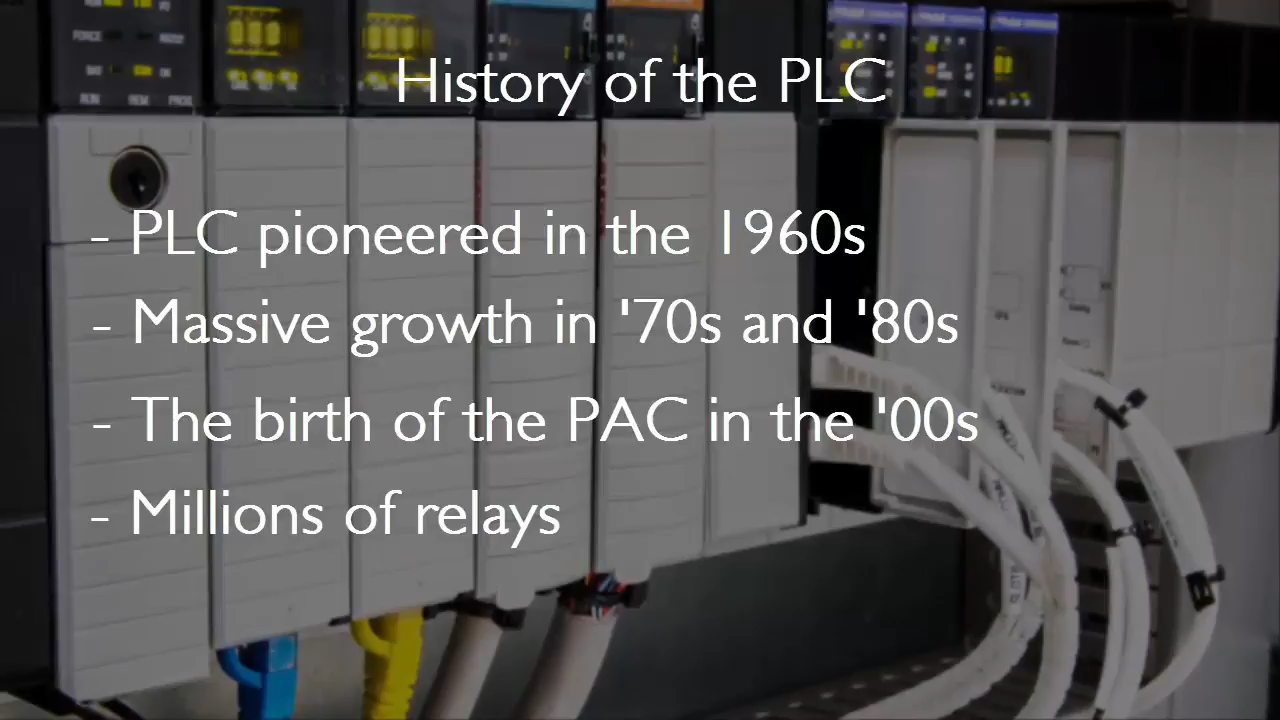 History of the PLC
- PLC pioneered in the 1960s
- Massive growth in '70s and '80s
- The birth of the PAC in the '00s
- Millions of relays